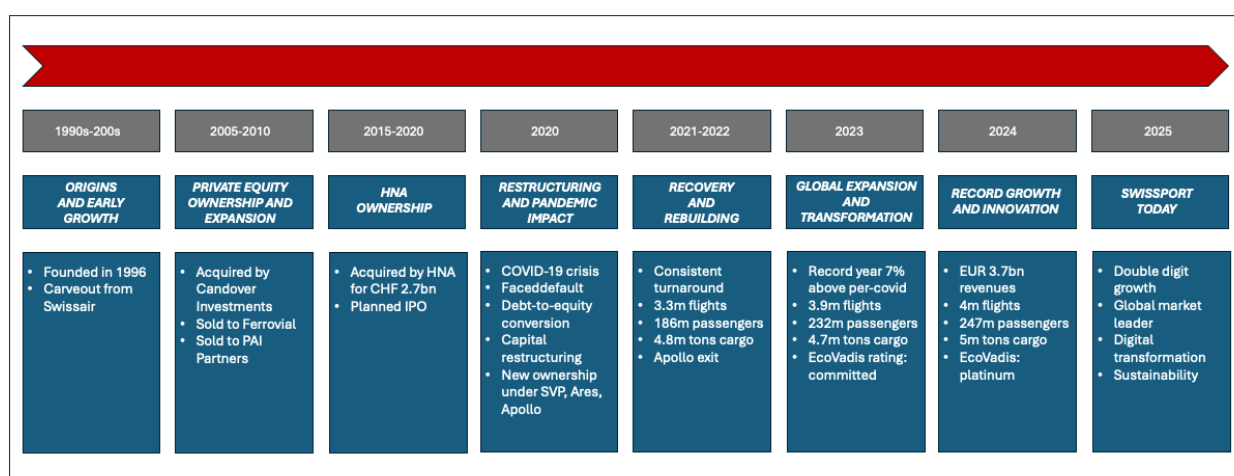 1990s-200s
2005-2010
2015-2020
2020
2021-2022
2023
2024
2025
ORIGINS
AND EARLY
GROWTH
PRIVATE EQUITY
OWNERSHIP AND
EXPANSION
HNA
OWNERSHIP
RESTRUCTURING
AND PANDEMIC
IMPACT
RECOVERY
AND
REBUILDING
GLOBAL EXPANSION
AND
TRANSFORMATION
RECORD GROWTH
AND INNOVATION
SWISSPORT
TODAY
• Founded in 1996
• Carveout from
Swissair
• Acquired by
Candover
Investments
• Sold to Ferrovial
• Sold to PAI
Partners
• Acquired by HNA
for CHF 2.7bn
• Planned IPO
• COVID-19 crisis
• Faceddefault
• Debt-to-equity
conversion
• Capital
restructuring
• New ownership
under SVP, Ares,
Apollo
• Consistent
turnaround
• 3.3m flights
• 186m passengers
• 4.8m tons cargo
• Apollo exit
• Record year 7%
above per-covid
• 3.9m flights
• 232m passengers
• 4.7m tons cargo
• EcoVadis rating:
committed
• EUR 3.7bn
revenues
• 4m flights
• 247m passengers
• 5m tons cargo
• EcoVadis:
platinum
• Double digit
growth
• Global market
leader
• Digital
transformation
• Sustainability